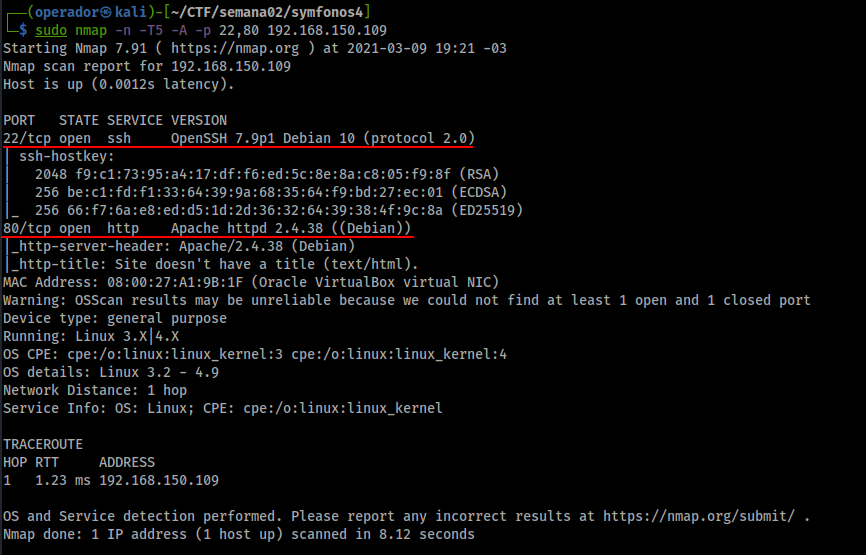 ┌──(operador㉿kali)-[~/CTF/semana02/symfonos4]
└─$ sudo nmap -n -T5 -A -p 22,80 192.168.150.109
Starting Nmap 7.91 ( https://nmap.org ) at 2021-03-09 19:21 -03
Nmap scan report for 192.168.150.109
Host is up (0.0012s latency).

PORT   STATE SERVICE VERSION
22/tcp open  ssh     OpenSSH 7.9p1 Debian 10 (protocol 2.0)
| ssh-hostkey:
|   2048 f9:c1:73:95:a4:17:df:f6:ed:5c:8e:8a:c8:05:f9:8f (RSA)
|   256 be:c1:fd:f1:33:64:39:9a:68:35:64:f9:bd:27:ec:01 (ECDSA)
|_  256 66:f7:6a:e8:ed:d5:1d:2d:36:32:64:39:38:4f:9c:8a (ED25519)
80/tcp open  http    Apache httpd 2.4.38 ((Debian))
|_http-server-header: Apache/2.4.38 (Debian)
|_http-title: Site doesn't have a title (text/html).
MAC Address: 08:00:27:A1:9B:1F (Oracle VirtualBox virtual NIC)
Warning: OSScan results may be unreliable because we could not find at least 1 open and 1 closed port
Device type: general purpose
Running: Linux 3.X|4.X
OS CPE: cpe:/o:linux:linux_kernel:3 cpe:/o:linux:linux_kernel:4
OS details: Linux 3.2 - 4.9
Network Distance: 1 hop
Service Info: OS: Linux; CPE: cpe:/o:linux:linux_kernel

TRACEROUTE
HOP RTT     ADDRESS
1   1.23 ms 192.168.150.109

OS and Service detection performed. Please report any incorrect results at https://nmap.org/submit/ .
Nmap done: 1 IP address (1 host up) scanned in 8.12 seconds